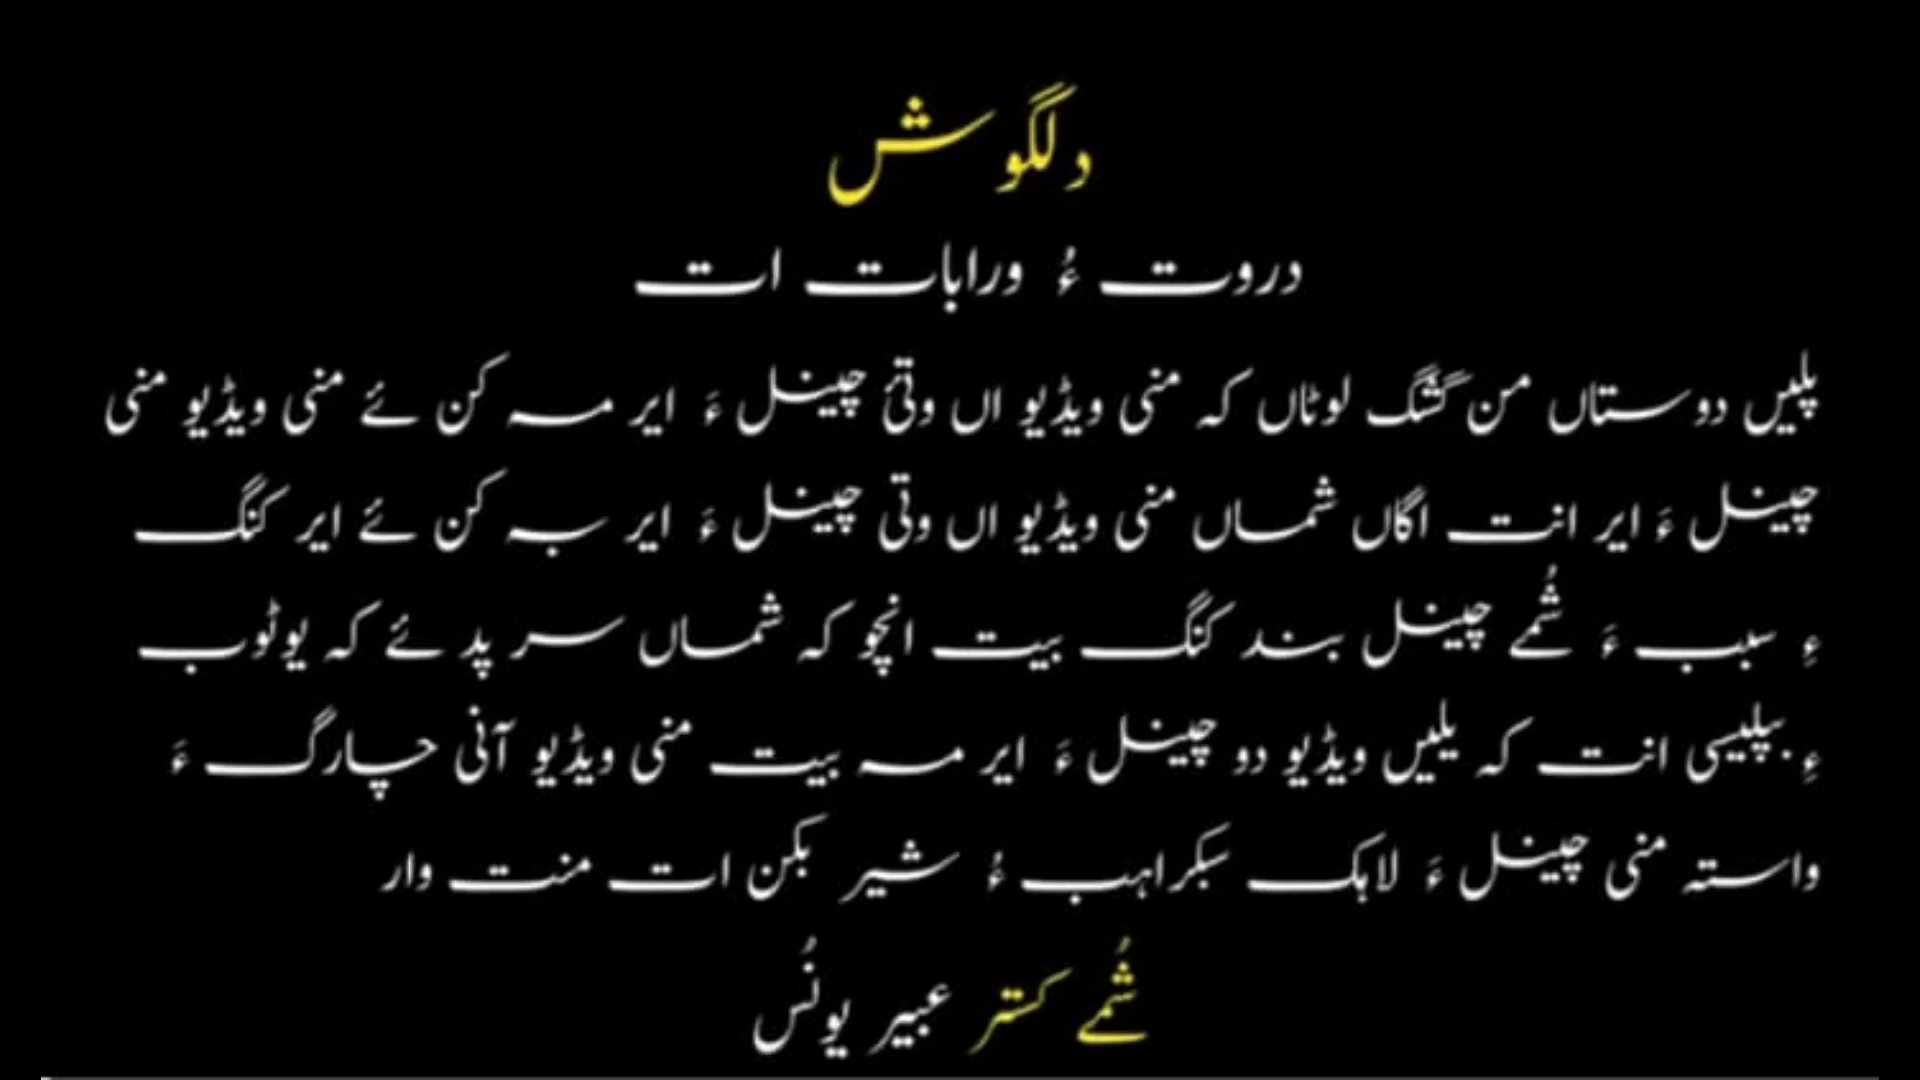 دلگوش
دروت ءُ ورابات ات
پلیں دوستاں من گشگ لوٹاں کہ منی ویڈیو اں وتئ چینل ءَ ایر مہ کن ئے منی ویڈیو منی
چینل ءَ ایر انت اگاں شماں منی ویڈیو اں وتی چینل ءَ ایر بہ کن ئے ایر کنگ
ءِ سبب ءَ شُمے چینل بند کنگ بیت انچو کہ شماں سر پد ئے کہ یوٹوب
ءِ انت کہ یلیں ویڈیو دو چینل ءَ ایر مہ بیت منی ویڈیو آنی چارگ ءَ
واستہ منی چینل ءَ لاہک سبکراہب ءُ شیر بکن ات منت وار
شُمے کستر عبیر یونُس